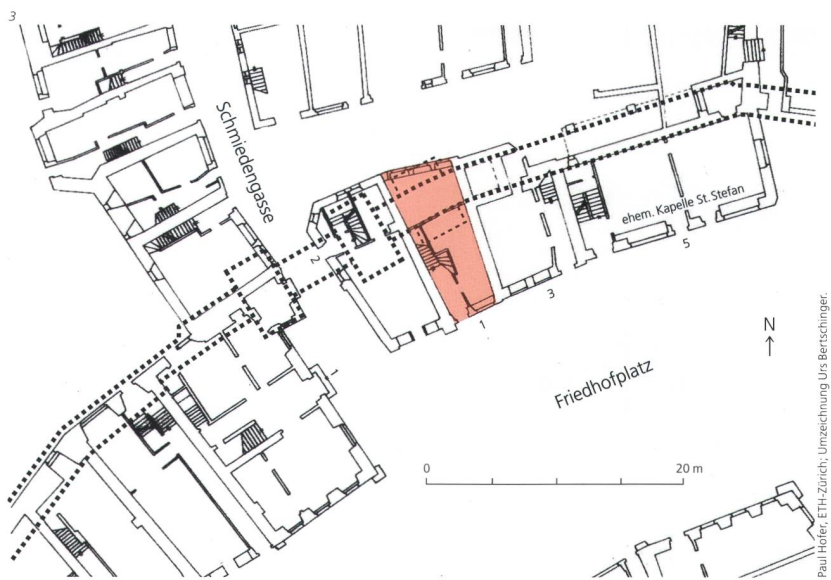 3
Schmiedengasse
ehem. Kapelle St. Stefan
2
5
3
1
1
N
Friedhofplatz
0 20 m
Paul Hofer, ETH-Zürich; Umzeichnung Urs Bertschinger.